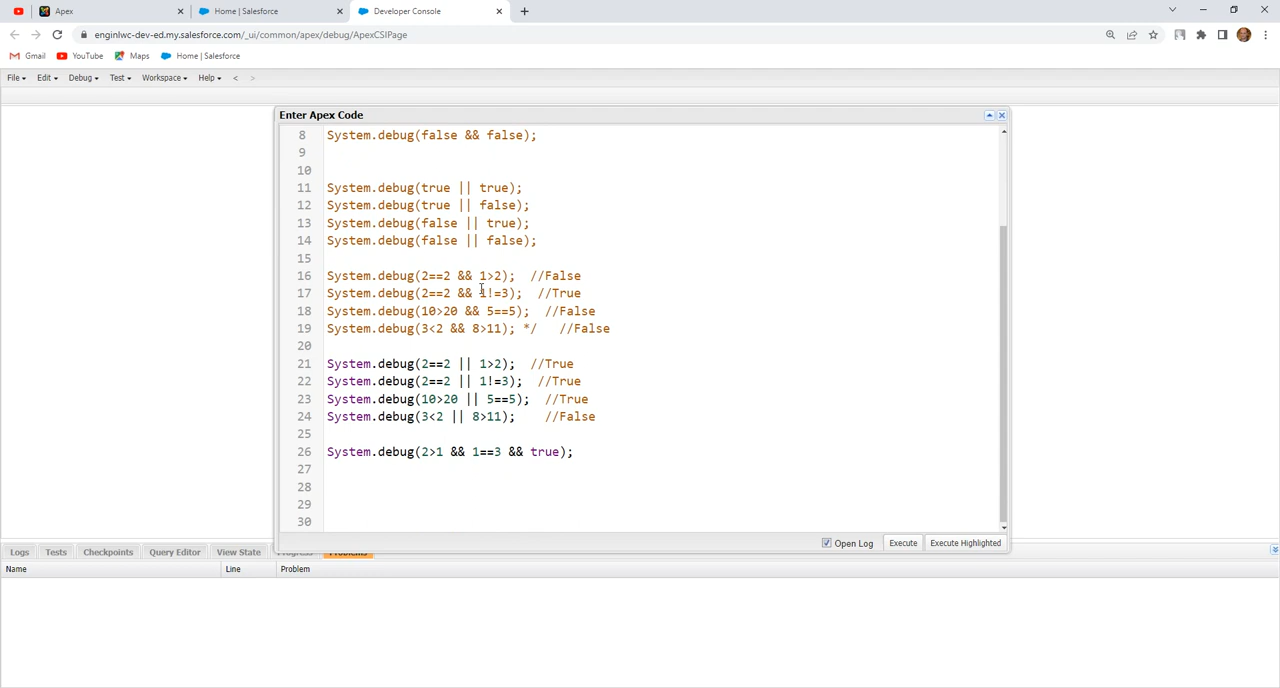 Apex
Home | Salesforce
Developer Console
enginlwc-dev-ed.my.salesforce.com/_ui/common/apex/debug/ApexCSIPage
Gmail YouTube Maps Home | Salesforce
File Edit Debug Test Workspace Help < >
Enter Apex Code
8 System.debug(false && false);
9
10
11 System.debug(true || true);
12 System.debug(true || false);
13 System.debug(false || true);
14 System.debug(false || false);
15
16 System.debug(2==2 && 1>2); //False
17 System.debug(2==2 && 1!=3); //True
18 System.debug(10>20 && 5==5); //False
19 System.debug(3<2 && 8>11); */ //False
20
21 System.debug(2==2 || 1>2); //True
22 System.debug(2==2 || 1!=3); //True
23 System.debug(10>20 || 5==5); //True
24 System.debug(3<2 || 8>11); //False
25
26 System.debug(2>1 && 1==3 && true);
27
28
29
30
Open Log Execute Execute Highlighted
Logs Tests Checkpoints Query Editor View State Progress Problems
Name Line Problem